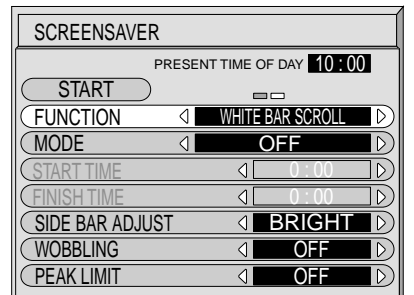 SCREENSAVER
PRESENT TIME OF DAY 10:00
START
FUNCTION WHITE BAR SCROLL
MODE OFF
START TIME 0:00
FINISH TIME 0:00
SIDE BAR ADJUST BRIGHT
WOBBLING OFF
PEAK LIMIT OFF